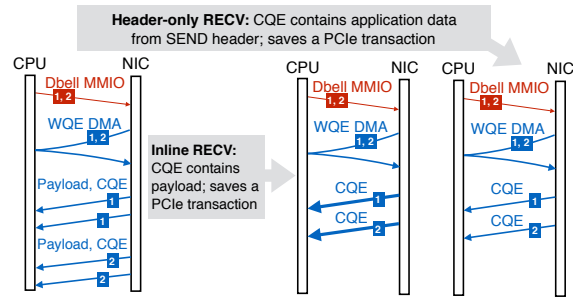 Header-only RECV: CQE contains application data
from SEND header; saves a PCIe transaction
CPU NIC
Dbell MMIO
1, 2
WQE DMA
1,2
Payload, CQE
1
1
Payload, CQE
2
2
Inline RECV:
CQE contains
payload; saves a
PCIe transaction
CPU NIC
Dbell MMIO
1, 2
WQE DMA
1,2
CQE
1
CQE
2
CPU NIC
Dbell MMIO
1, 2
WQE DMA
1,2
CQE
1
CQE
2